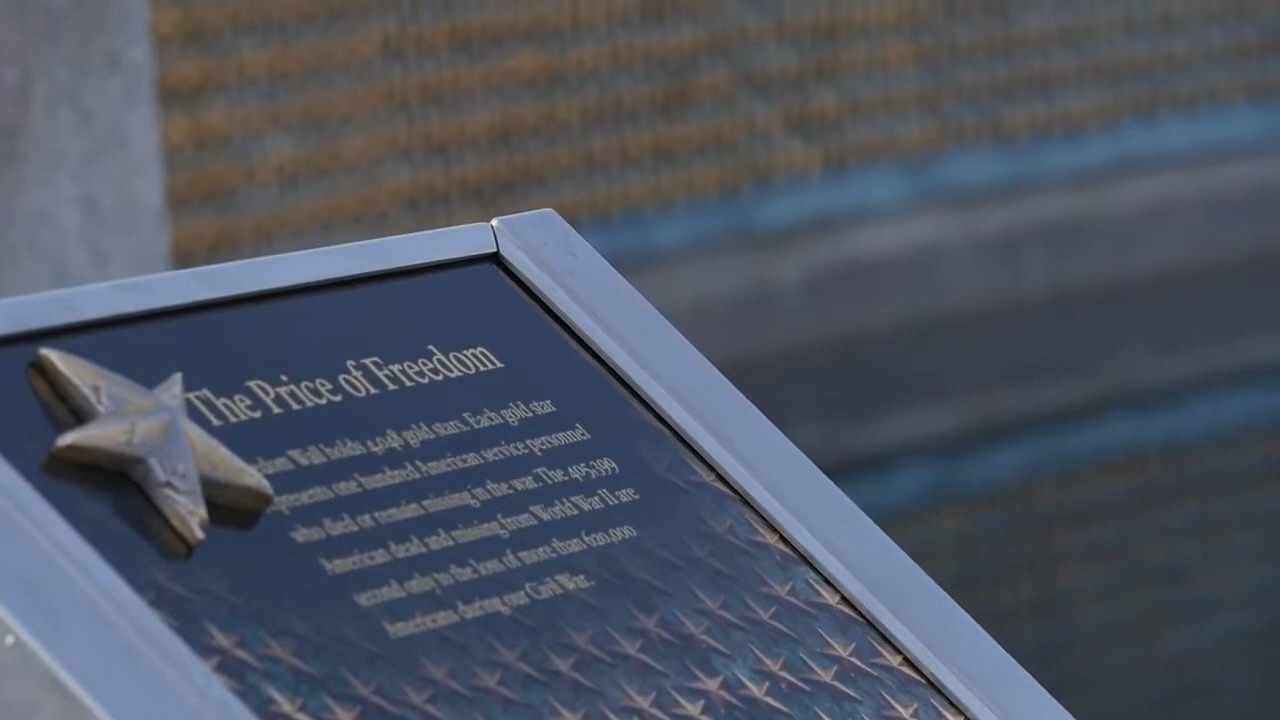 The Price of Freedom
Wall holds 4,048 gold stars. Each gold star
represents one hundred American service personnel
who died or remain missing in the war. The 405,399
American dead and missing from World War II are
second only to the loss of more than 620,000
Americans during our Civil War.